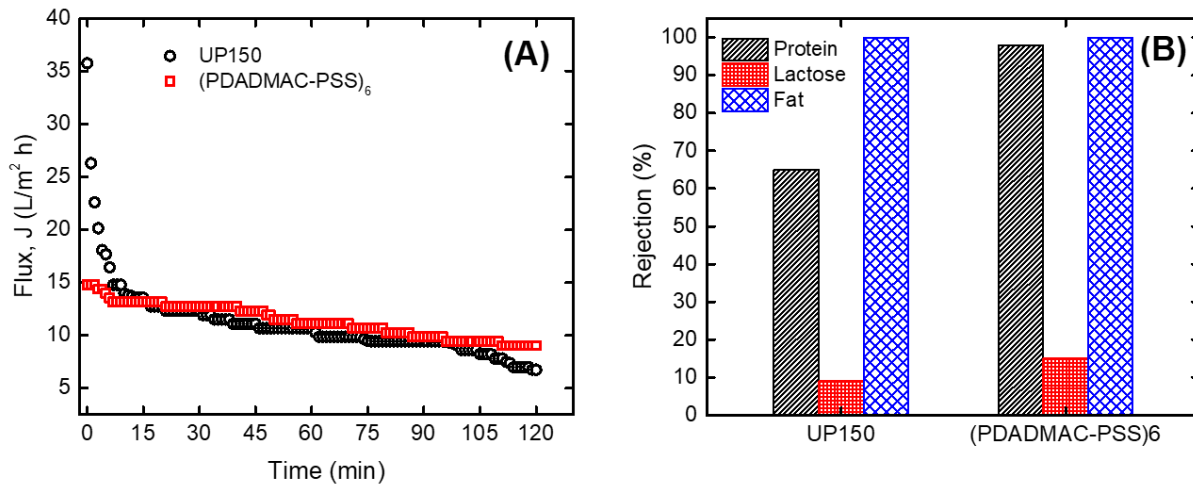 40
35
30
25
20
15
10
5
Flux, J (L/m² h)
UP150
(PDADMAC-PSS)₆
(A)
0 15 30 45 60 75 90 105 120
Time (min)
100
90
80
70
60
50
40
30
20
10
0
Rejection (%)
Protein
Lactose
Fat
(B)
UP150 (PDADMAC-PSS)6